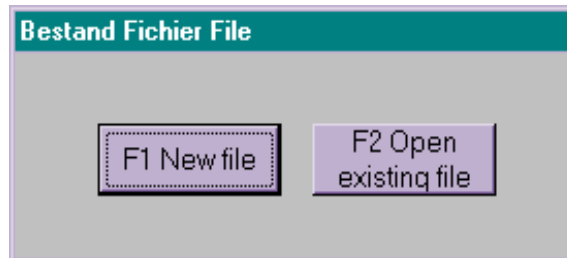 Bestand Fichier File
F1 New file
F2 Open
existing file